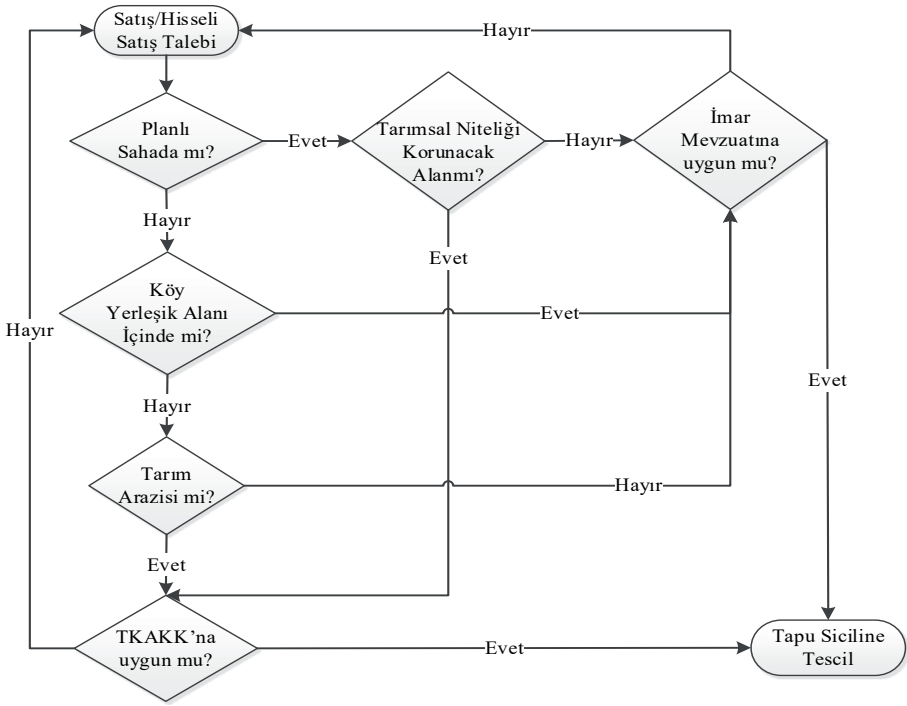 Satış/Hisseli
Satış Talebi
Hayır
Planlı
Sahada mı?
Evet
Tarımsal Niteliği
Korunacak
Alanmı?
Hayır
İmar
Mevzuatına
uygun mu?
Hayır
Evet
Köy
Yerleşik Alanı
İçinde mi?
Evet
Hayır
Evet
Hayır
Tarım
Arazisi mi?
Hayır
Evet
TKAKK’na
uygun mu?
Evet
Tapu Siciline
Tescil